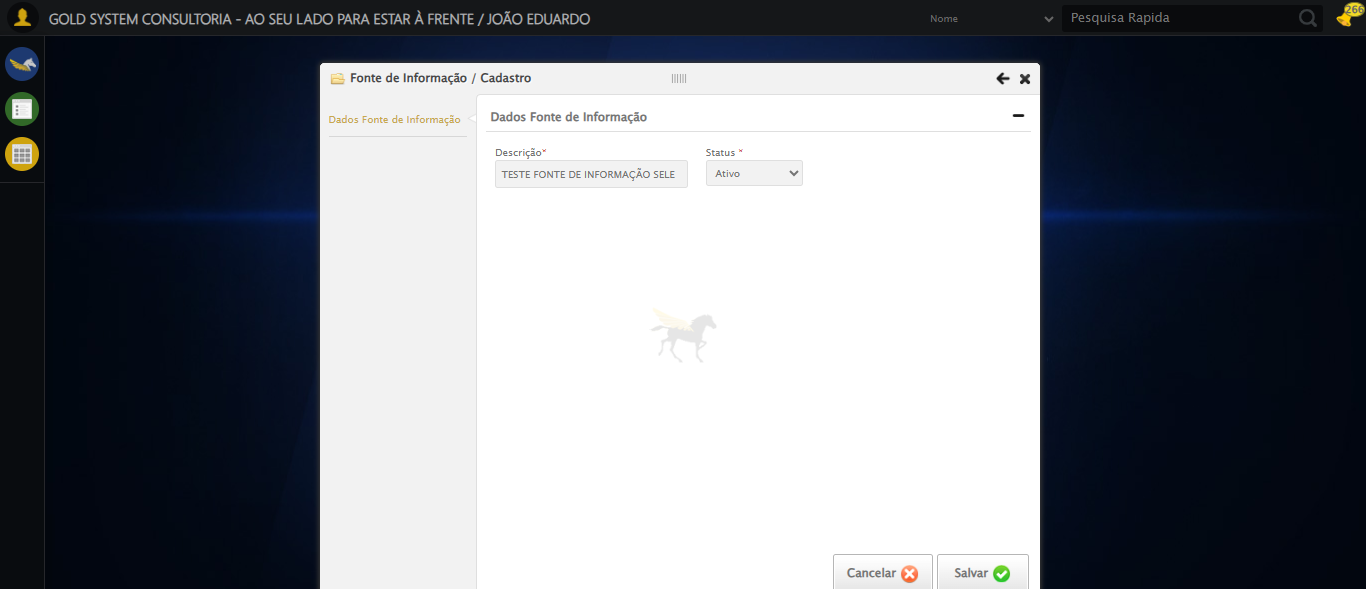 GOLD SYSTEM CONSULTORIA - AO SEU LADO PARA ESTAR À FRENTE / JOÃO EDUARDO
Nome
Pesquisa Rapida
266
Fonte de Informação / Cadastro
Dados Fonte de Informação
Dados Fonte de Informação
Descrição*
Status *
TESTE FONTE DE INFORMAÇÃO SELE
Ativo
Cancelar
Salvar